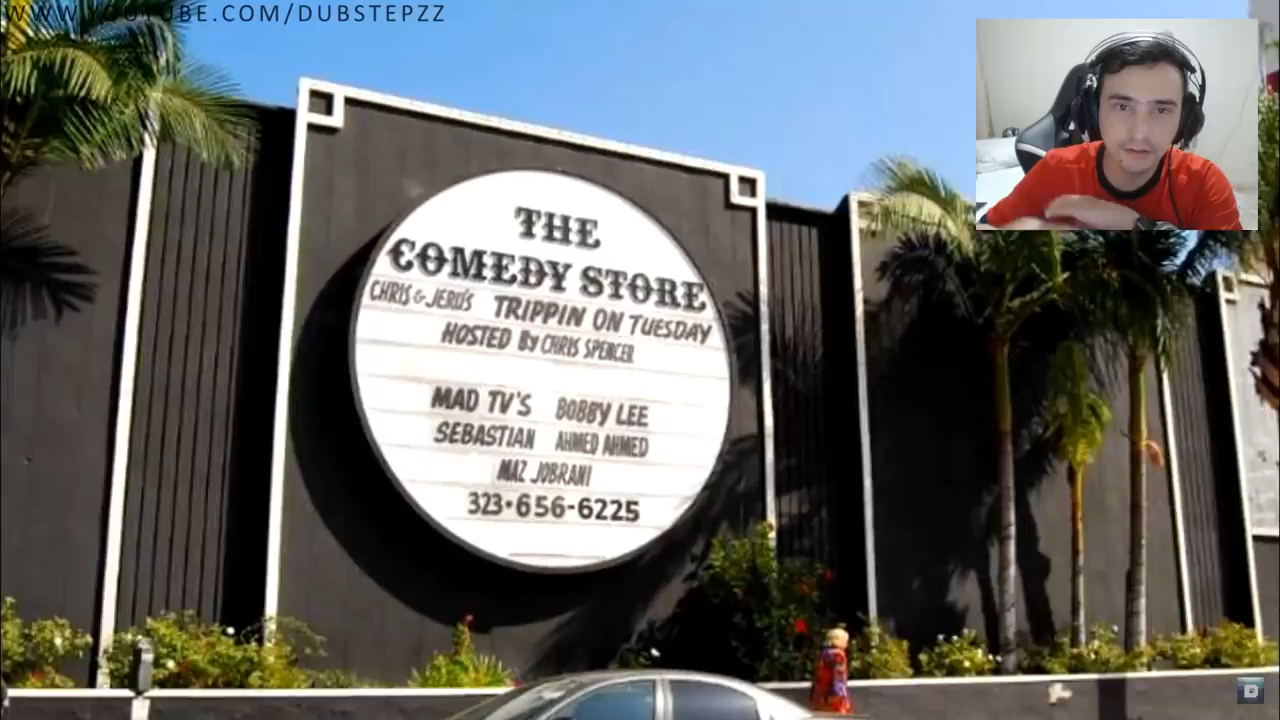 WWW.YOUTUBE.COM/DUBSTEPZZ
THE
COMEDY STORE
CHRIS & JERU'S TRIPPIN ON TUESDAY
HOSTED By CHRIS SPENCER
MAD TV'S BOBBY LEE
SEBASTIAN AHMED AHMED
MAZ JOBRANI
323•656-6225
D